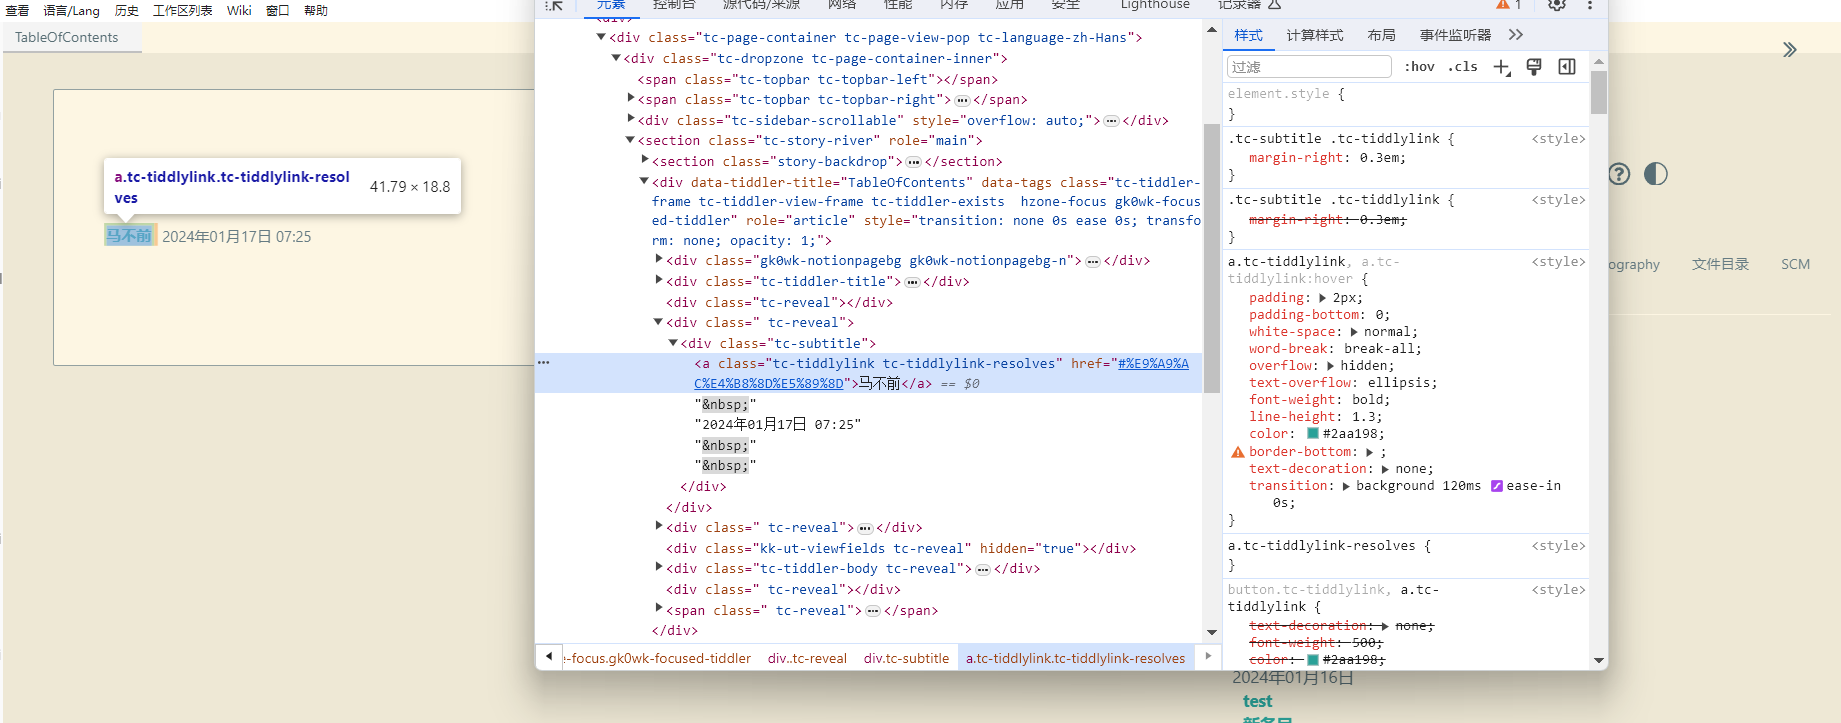 查看 语言/Lang 历史 工作区列表 Wiki 窗口 帮助
TableOfContents
a.tc-tiddlylink.tc-tiddlylink-resol
ves
41.79 × 18.8
马不前 2024年01月17日 07:25
元素 控制台 源代码/来源 网络 性能 内存 应用 安全 Lighthouse 记录器 1
<div>
<div class="tc-page-container tc-page-view-pop tc-language-zh-Hans">
<div class="tc-dropzone tc-page-container-inner">
<span class="tc-topbar tc-topbar-left"></span>
<span class="tc-topbar tc-topbar-right"> … </span>
<div class="tc-sidebar-scrollable" style="overflow: auto;"> … </div>
<section class="tc-story-river" role="main">
<section class="story-backdrop"> … </section>
<div data-tiddler-title="TableOfContents" data-tags class="tc-tiddler-
frame tc-tiddler-view-frame tc-tiddler-exists  hzone-focus gk0wk-focus
ed-tiddler" role="article" style="transition: none 0s ease 0s; transfo
rm: none; opacity: 1;">
<div class="gk0wk-notionpagebg gk0wk-notionpagebg-n"> … </div>
<div class="tc-tiddler-title"> … </div>
<div class="tc-reveal"></div>
<div class=" tc-reveal">
<div class="tc-subtitle">
<a class="tc-tiddlylink tc-tiddlylink-resolves" href="#%E9%A9%A
C%E4%B8%8D%E5%89%8D">马不前</a> == $0
"&nbsp;"
"2024年01月17日 07:25"
"&nbsp;"
"&nbsp;"
</div>
</div>
<div class=" tc-reveal"> … </div>
<div class="kk-ut-viewfields tc-reveal" hidden="true"></div>
<div class="tc-tiddler-body tc-reveal"> … </div>
<div class=" tc-reveal"></div>
<span class=" tc-reveal"> … </span>
</div>
-focus.gk0wk-focused-tiddler div..tc-reveal div.tc-subtitle a.tc-tiddlylink.tc-tiddlylink-resolves
样式 计算样式 布局 事件监听器
过滤 :hov .cls
element.style {
}
.tc-subtitle .tc-tiddlylink { <style>
margin-right: 0.3em;
}
.tc-subtitle .tc-tiddlylink { <style>
margin-right: 0.3em;
}
a.tc-tiddlylink, a.tc- <style>
tiddlylink:hover {
padding: 2px;
padding-bottom: 0;
white-space: normal;
word-break: break-all;
overflow: hidden;
text-overflow: ellipsis;
font-weight: bold;
line-height: 1.3;
color: #2aa198;
border-bottom: ;
text-decoration: none;
transition: background 120ms ease-in
0s;
}
a.tc-tiddlylink-resolves { <style>
}
button.tc-tiddlylink, a.tc- <style>
tiddlylink {
text-decoration: none;
font-weight: 500;
color: #2aa198;
ography 文件目录 SCM
2024年01月16日
test
新条目